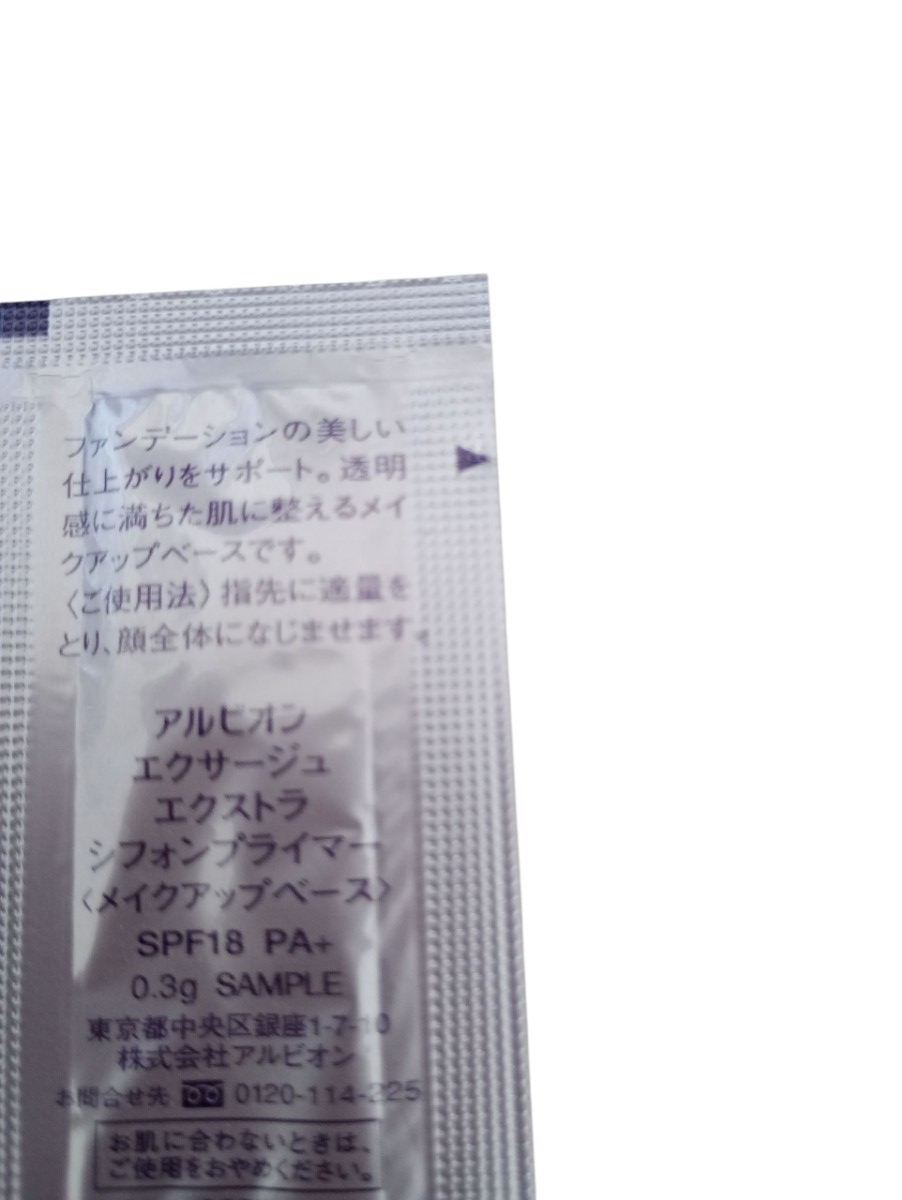 ファンデーションの美しい
仕上がりをサポート。透明
感に満ちた肌に整えるメイ
クアップベースです。
〈ご使用法〉指先に適量を
とり、顔全体になじませます。
アルビオン
エクサージュ
エクストラ
シフォンプライマー
〈メイクアップベース〉
SPF18 PA+
0.3g SAMPLE
東京都中央区銀座1-7-10
株式会社アルビオン
お問合せ先 0120-114-225
お肌に合わないときは、
ご使用をおやめください。